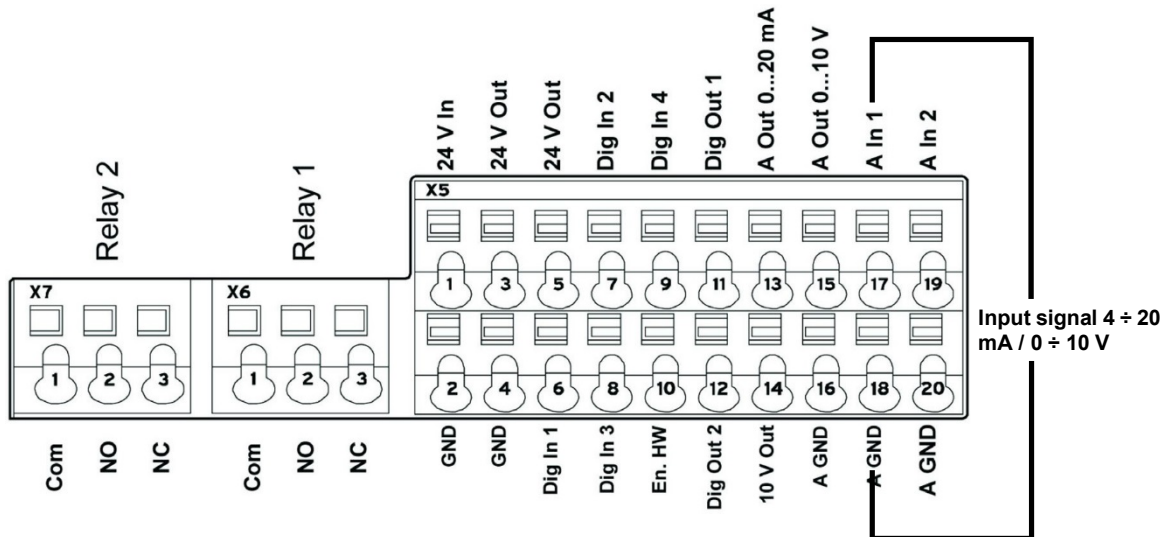 Relay 2
Relay 1
24 V In
24 V Out
24 V Out
Dig In 2
Dig In 4
Dig Out 1
A Out 0...20 mA
A Out 0...10 V
A In 1
A In 2
X5
1
3
5
7
9
11
13
15
17
19
X7
X6
Input signal 4 ÷ 20
mA / 0 ÷ 10 V
1
2
3
1
2
3
2
4
6
8
10
12
14
16
18
20
Com
NO
NC
Com
NO
NC
GND
GND
Dig In 1
Dig In 3
En. HW
Dig Out 2
10 V Out
A GND
A GND
A GND